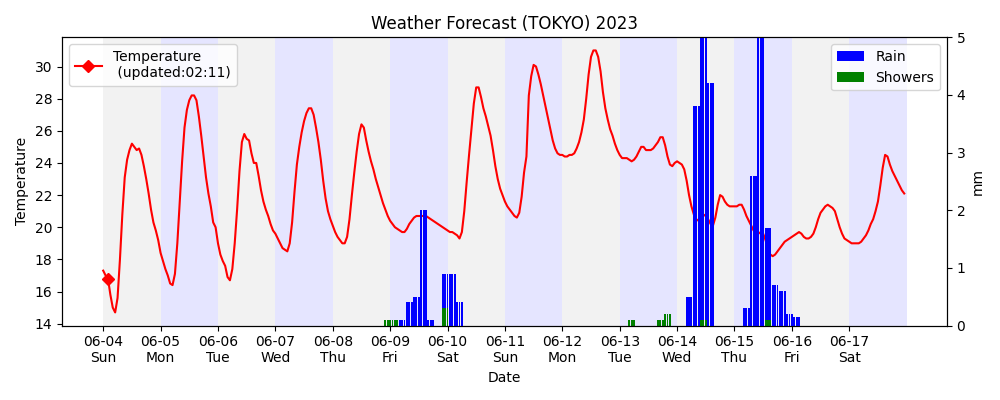 Weather Forecast (TOKYO) 2023
Temperature
(updated:02:11)
Rain
Showers
Temperature
30
28
26
24
22
20
18
16
14
5
4
3
2
1
0
mm
06-04 06-05 06-06 06-07 06-08 06-09 06-10 06-11 06-12 06-13 06-14 06-15 06-16 06-17
Sun Mon Tue Wed Thu Fri Sat Sun Mon Tue Wed Thu Fri Sat
Date